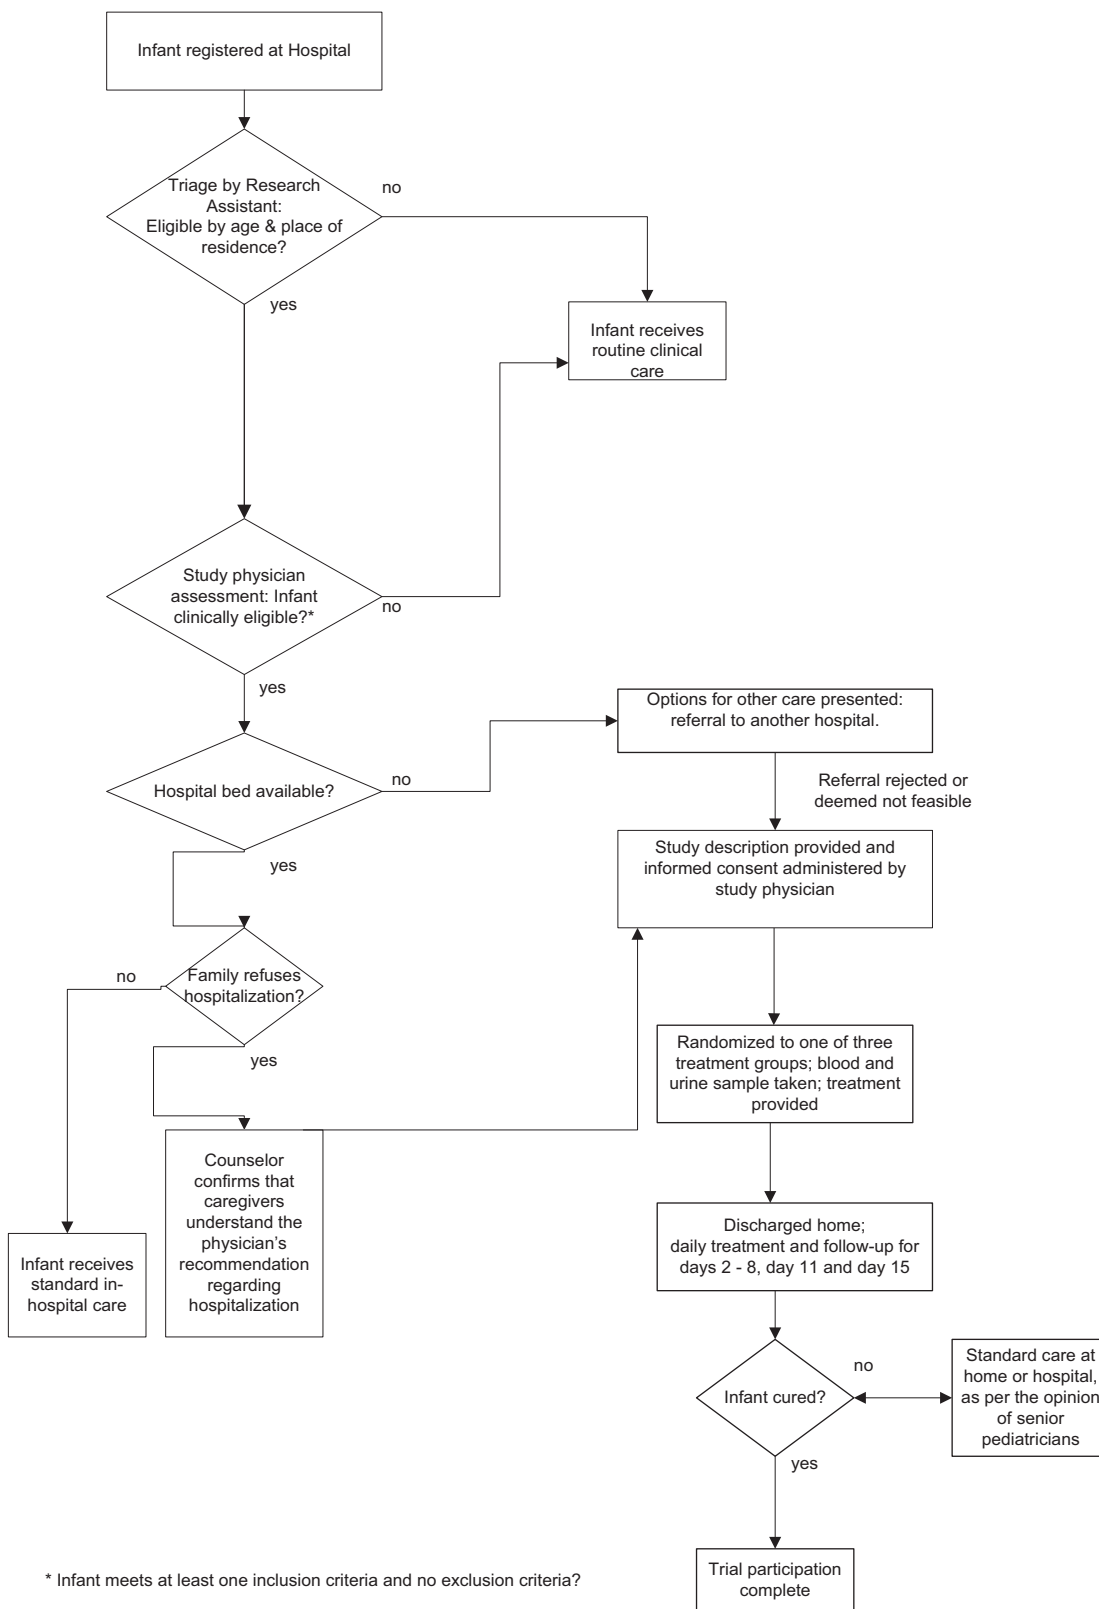 Infant registered at Hospital
Triage by Research
Assistant:
Eligible by age & place of
residence?
no
yes
Infant receives
routine clinical
care
Study physician
assessment: Infant
clinically eligible?*
no
yes
Options for other care presented:
referral to another hospital.
Hospital bed available?
no
Referral rejected or
deemed not feasible
yes
Study description provided and
informed consent administered by
study physician
Family refuses
hospitalization?
no
yes
Randomized to one of three
treatment groups; blood and
urine sample taken; treatment
provided
Counselor
confirms that
caregivers
understand the
physician's
recommendation
regarding
hospitalization
Infant receives
standard in-
hospital care
Discharged home;
daily treatment and follow-up for
days 2 - 8, day 11 and day 15
Infant cured?
no
Standard care at
home or hospital,
as per the opinion
of senior
pediatricians
yes
Trial participation
complete
* Infant meets at least one inclusion criteria and no exclusion criteria?